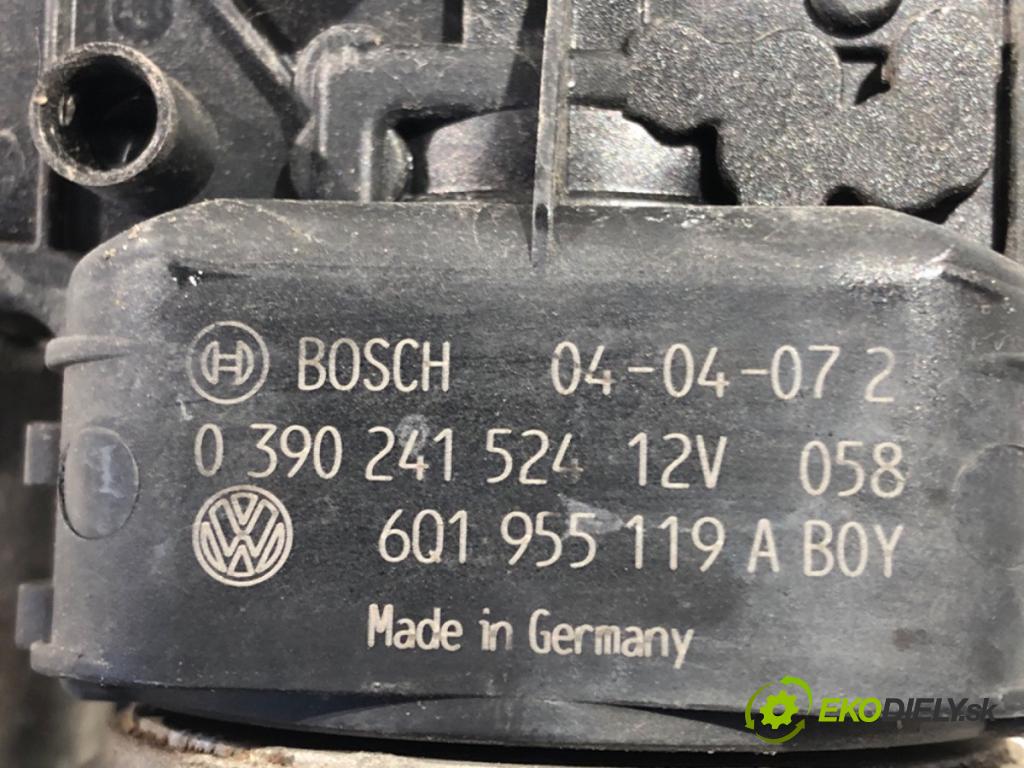 BOSCH 04-04-07 2
0 390 241 524 12V 058
VW 6Q1 955 119 A BOY
Made in Germany
EKODIELY.sk